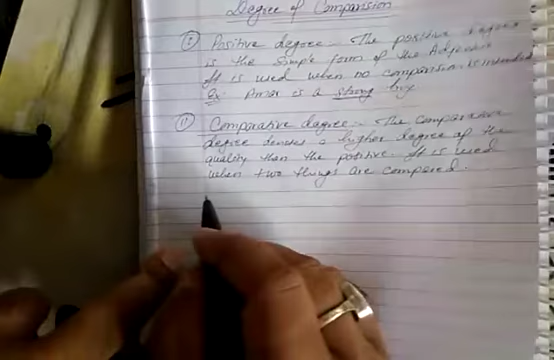 Degree of Comparision
(i) Positive degree :- The positive degree
is the Simple form of the Adjective
It is used when no comparision is intended
Ex: is a strong boy.
(ii) Comparative degree :- The Comparative
degree denotes a higher degree of the
quality than the positive. It is used
when two things are compared.